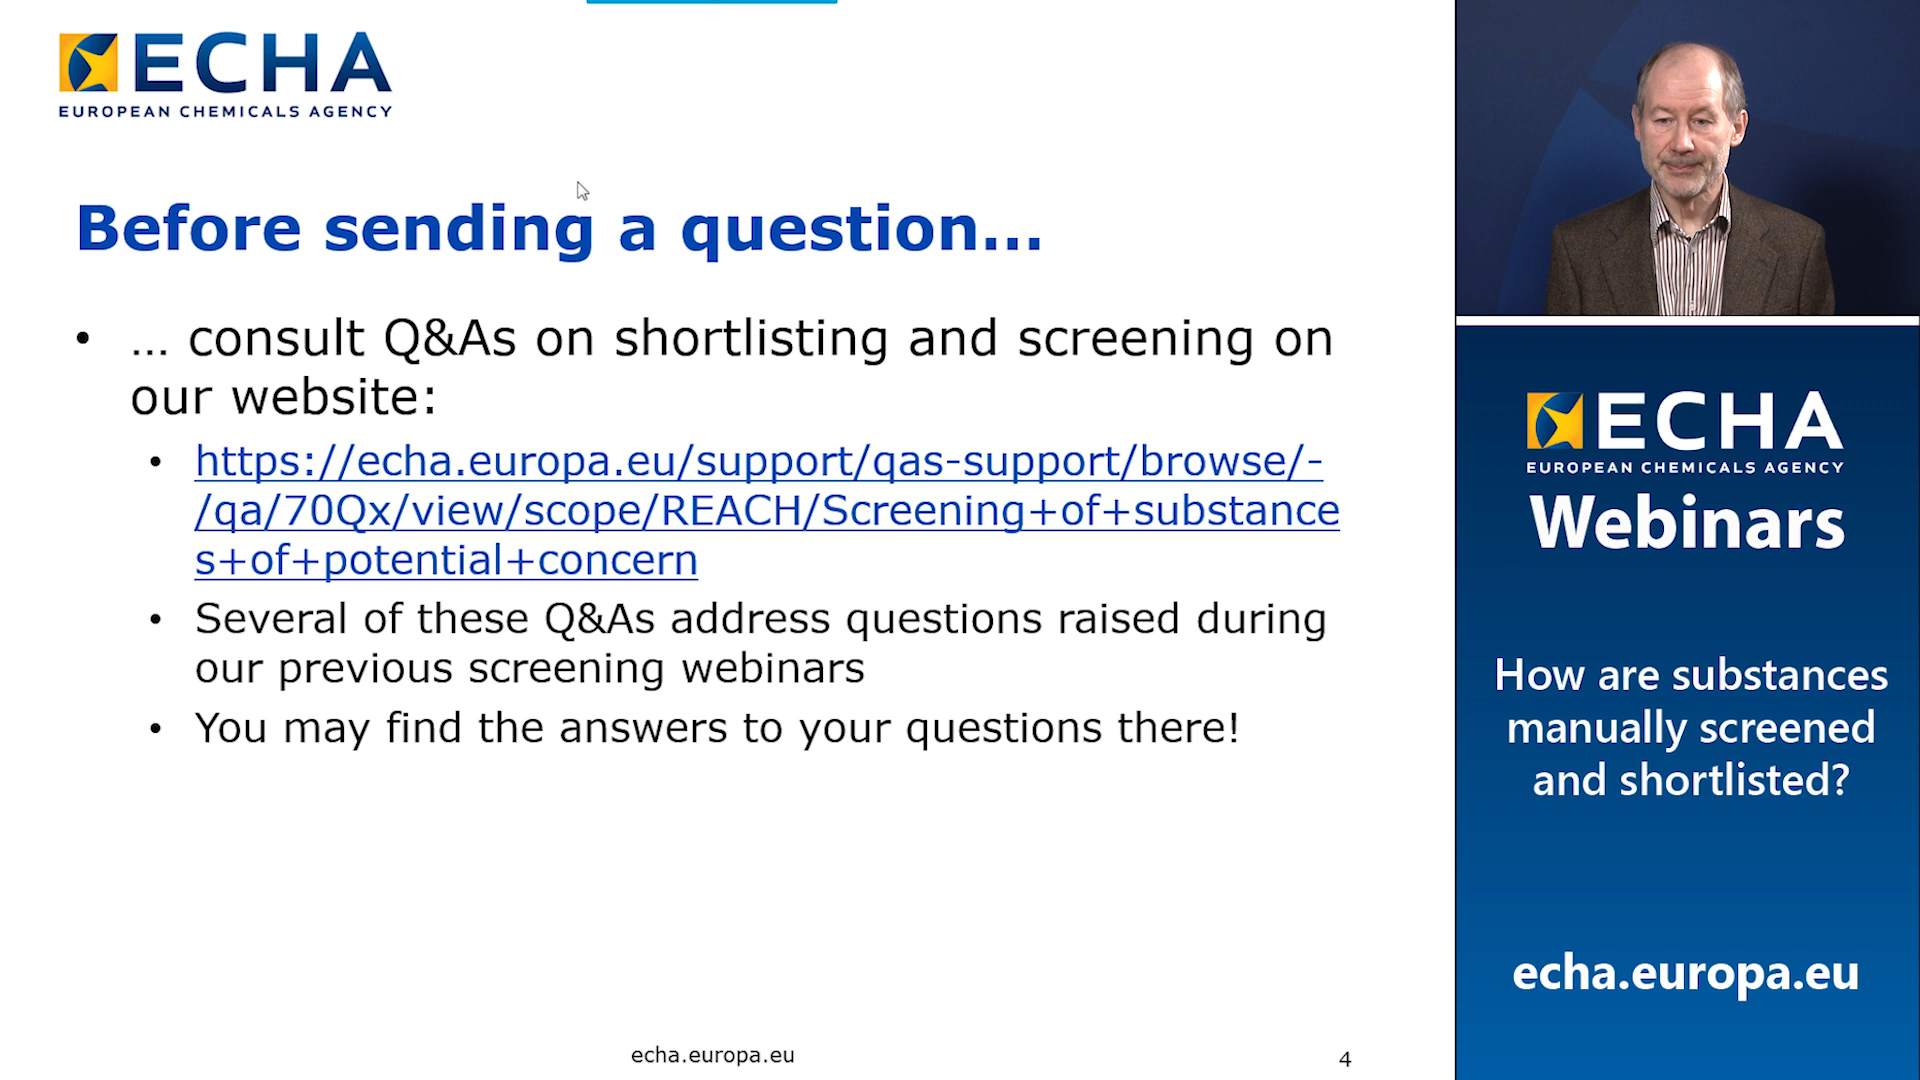 ECHA
EUROPEAN CHEMICALS AGENCY
Before sending a question...
• ... consult Q&As on shortlisting and screening on
our website:
• https://echa.europa.eu/support/qas-support/browse/-
/qa/70Qx/view/scope/REACH/Screening+of+substance
s+of+potential+concern
• Several of these Q&As address questions raised during
our previous screening webinars
• You may find the answers to your questions there!
echa.europa.eu
4
ECHA
EUROPEAN CHEMICALS AGENCY
Webinars
How are substances
manually screened
and shortlisted?
echa.europa.eu